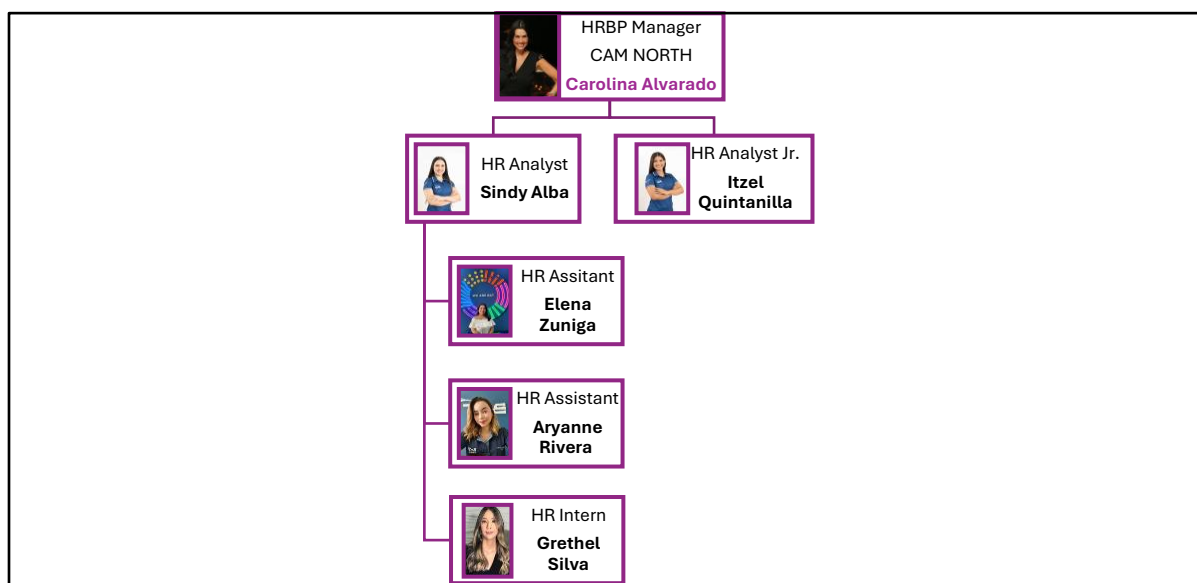 HRBP Manager
CAM NORTH
Carolina Alvarado
HR Analyst
Sindy Alba
HR Analyst Jr.
Itzel
Quintanilla
HR Assitant
Elena
Zuniga
HR Assistant
Aryanne
Rivera
HR Intern
Grethel
Silva